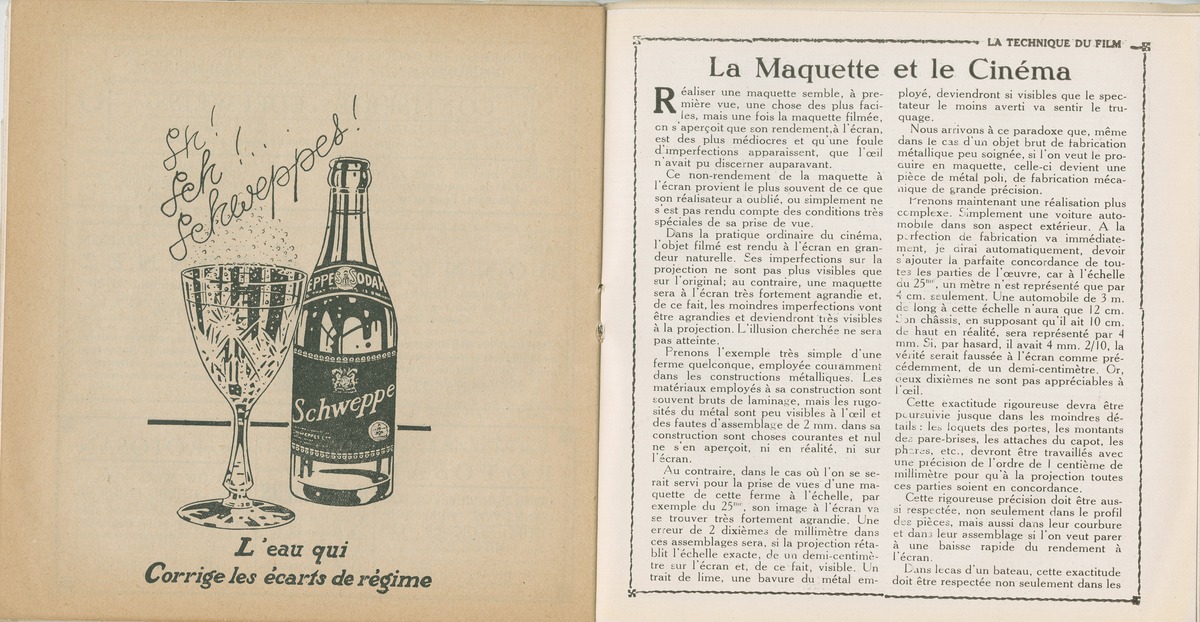 Sh!
Sch!..
Schweppes!
EPPES SODA
Schweppe
L'eau qui
Corrige les écarts de régime
LA TECHNIQUE DU FILM
La Maquette et le Cinéma
Réaliser une maquette semble, à pre-
mière vue, une chose des plus faci-
les, mais une fois la maquette filmée,
on s'aperçoit que son rendement, à l'écran,
est des plus médiocres et qu'une foule
d'imperfections apparaissent, que l'œil
n'avait pu discerner auparavant.
Ce non-rendement de la maquette à
l'écran provient le plus souvent de ce que
son réalisateur a oublié, ou simplement ne
s'est pas rendu compte des conditions très
spéciales de sa prise de vue.
Dans la pratique ordinaire du cinéma,
l'objet filmé est rendu à l'écran en gran-
deur naturelle. Ses imperfections sur la
projection ne sont pas plus visibles que
sur l'original; au contraire, une maquette
sera à l'écran très fortement agrandie et,
de ce fait, les moindres imperfections vont
être agrandies et deviendront très visibles
à la projection. L'illusion cherchée ne sera
pas atteinte.
Prenons l'exemple très simple d'une
ferme quelconque, employée couramment
dans les constructions métalliques. Les
matériaux employés à sa construction sont
souvent bruts de laminage, mais les rugo-
sités du métal sont peu visibles à l'œil et
des fautes d'assemblage de 2 mm. dans sa
construction sont choses courantes et nul
ne s'en aperçoit, ni en réalité, ni sur
l'écran.
Au contraire, dans le cas où l'on se se-
rait servi pour la prise de vues d'une ma-
quette de cette ferme à l'échelle, par
exemple du 25me, son image à l'écran va
se trouver très fortement agrandie. Une
erreur de 2 dixièmes de millimètre dans
ces assemblages sera, si la projection réta-
blit l'échelle exacte, de un demi-centimè-
tre sur l'écran et, de ce fait, visible. Un
trait de lime, une bavure du métal em-
ployé, deviendront si visibles que le spec-
tateur le moins averti va sentir le tru-
quage.
Nous arrivons à ce paradoxe que, même
dans le cas d'un objet brut de fabrication
métallique peu soignée, si l'on veut le pro-
duire en maquette, celle-ci devient une
pièce de métal poli, de fabrication méca-
nique de grande précision.
Prenons maintenant une réalisation plus
complexe. Simplement une voiture auto-
mobile dans son aspect extérieur. A la
perfection de fabrication va immédiate-
ment, je dirai automatiquement, devoir
s'ajouter la parfaite concordance de tou-
tes les parties de l'œuvre, car à l'échelle
du 25me, un mètre n'est représenté que par
4 cm. seulement. Une automobile de 3 m.
de long à cette échelle n'aura que 12 cm.
Son châssis, en supposant qu'il ait 10 cm.
de haut en réalité, sera représenté par 4
mm. Si, par hasard, il avait 4 mm. 2/10, la
vérité serait faussée à l'écran comme pré-
cédemment, de un demi-centimètre. Or,
deux dixièmes ne sont pas appréciables à
l'œil.
Cette exactitude rigoureuse devra être
poursuivie jusque dans les moindres dé-
tails : les loquets des portes, les montants
des pare-brises, les attaches du capot, les
phares, etc., devront être travaillés avec
une précision de l'ordre de 1 centième de
millimètre pour qu'à la projection toutes
ces parties soient en concordance.
Cette rigoureuse précision doit être aus-
si respectée, non seulement dans le profil
des pièces, mais aussi dans leur courbure
et dans leur assemblage si l'on veut parer
à une baisse rapide du rendement à
l'écran.
Dans lecas d'un bateau, cette exactitude
doit être respectée non seulement dans les